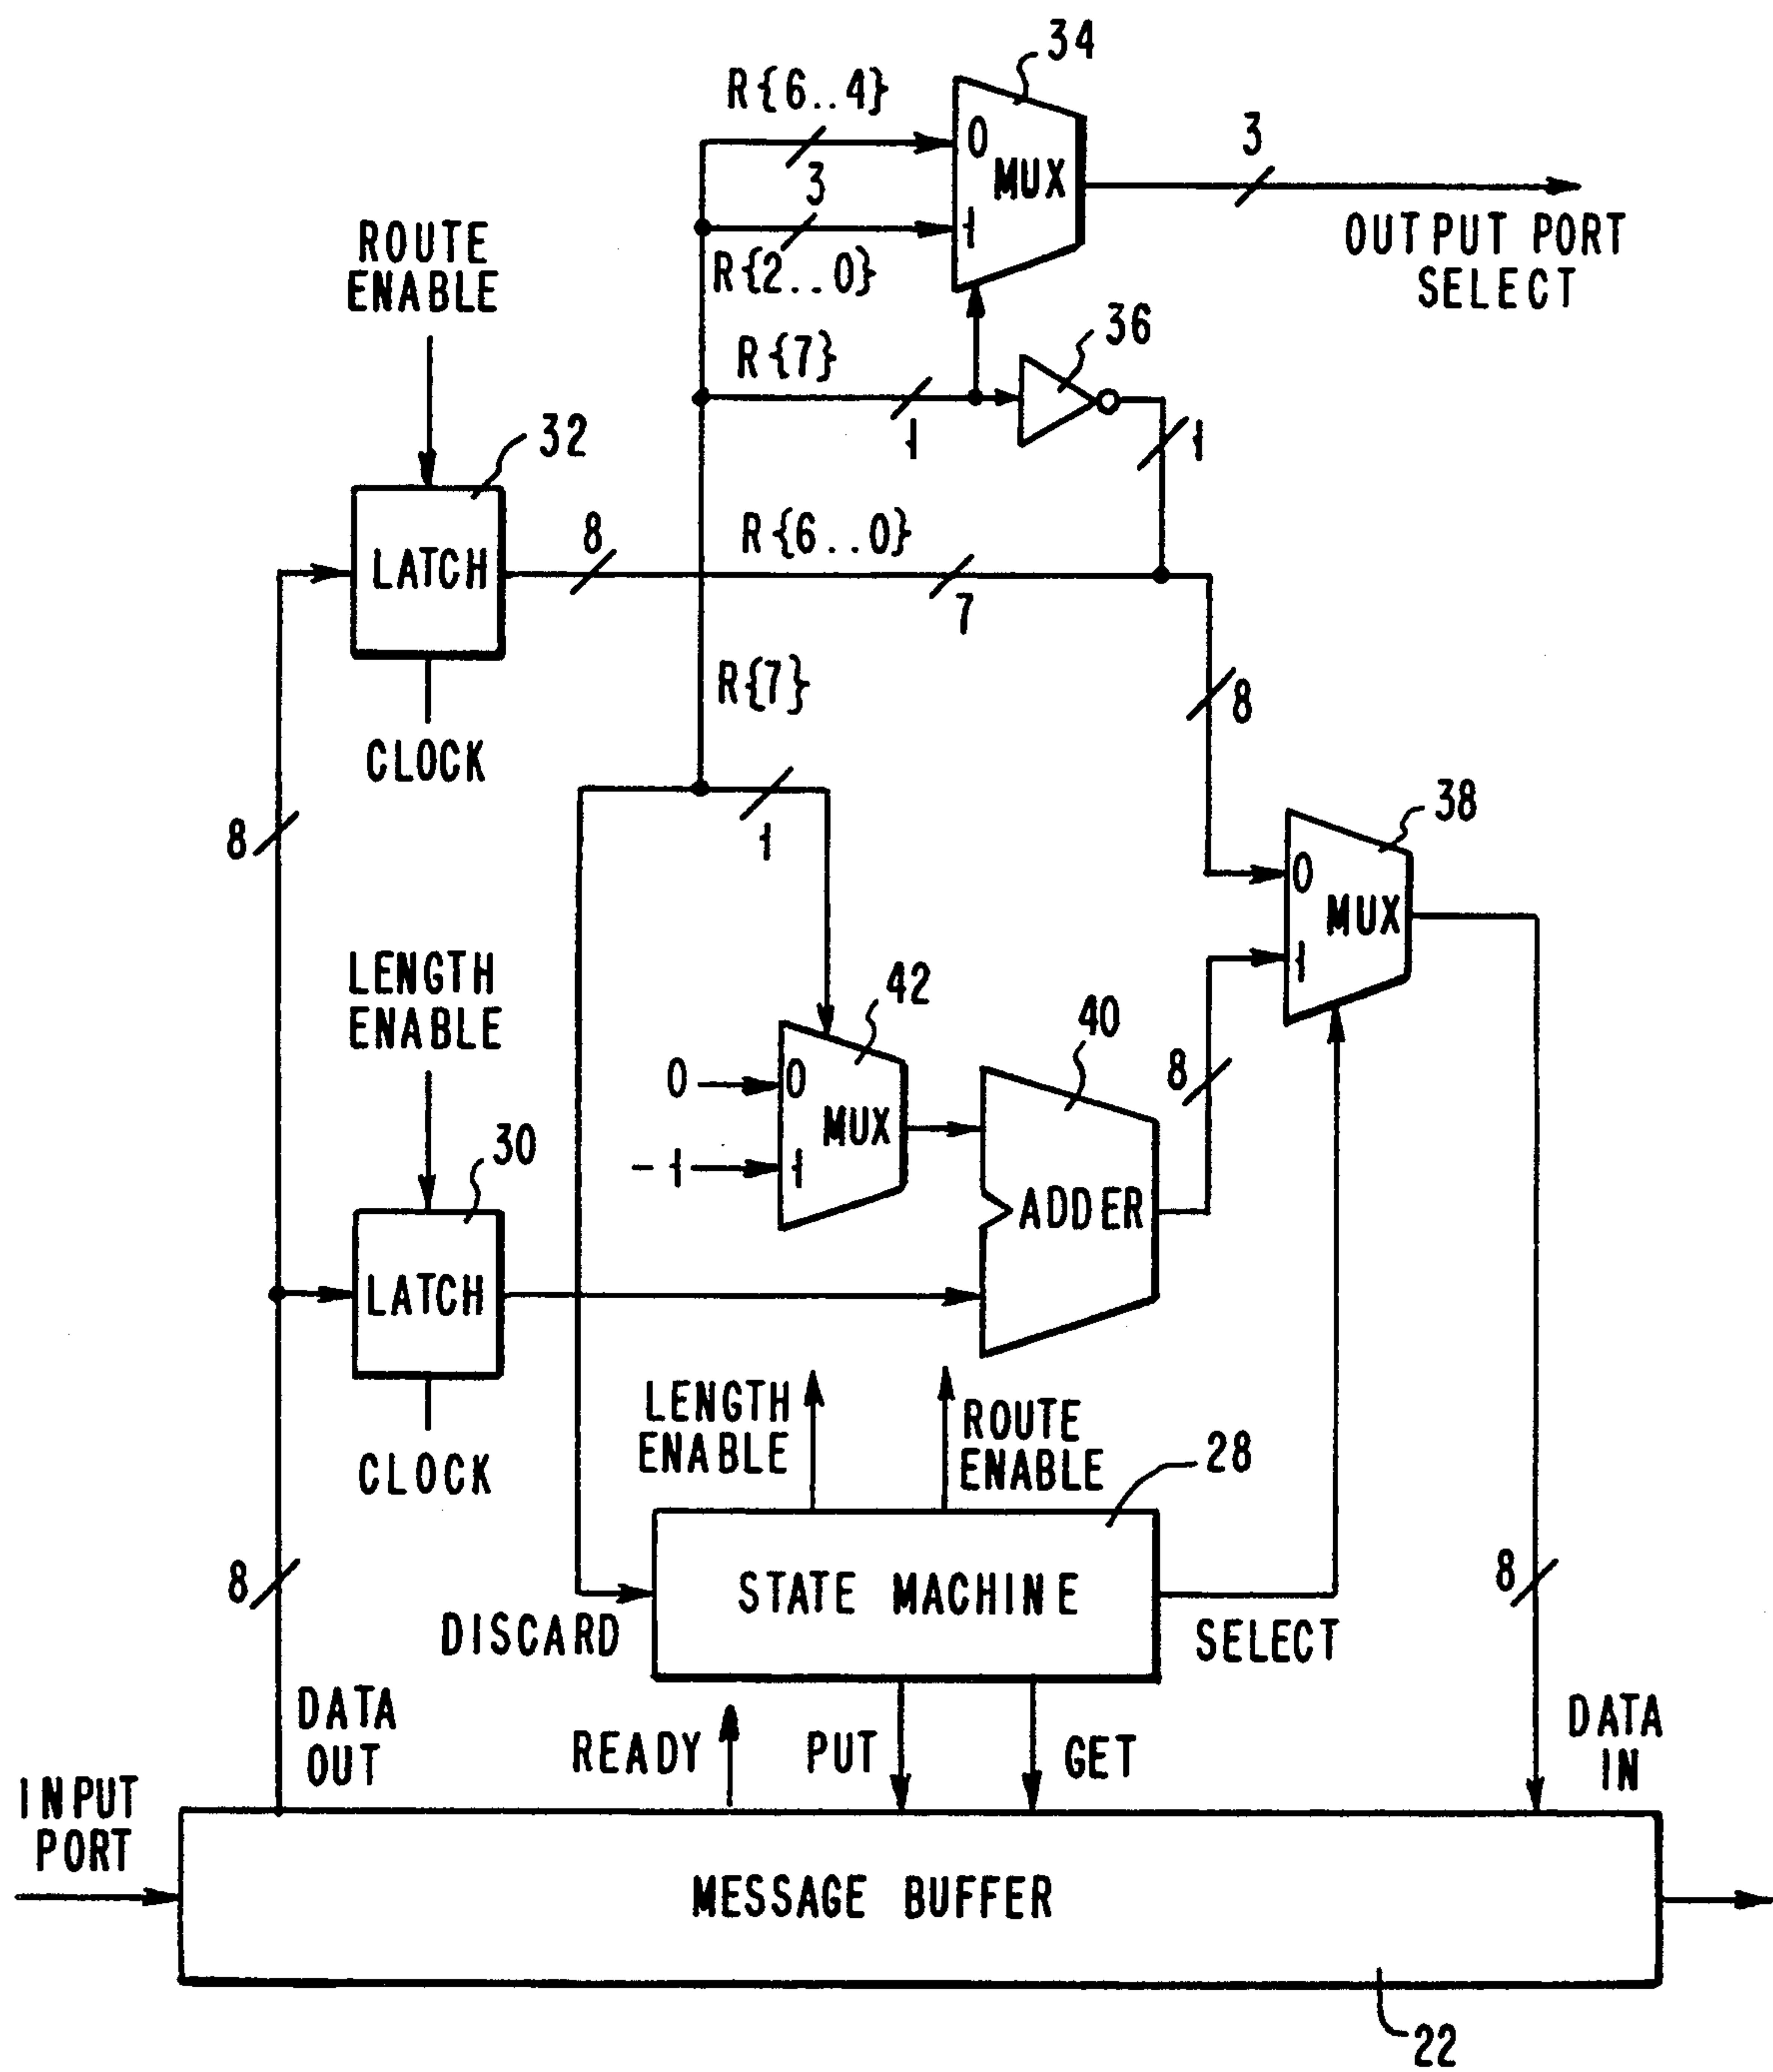 34
R{6..4}
3
0
MUX
3
1
R{2..0}
OUTPUT PORT
SELECT
ROUTE
ENABLE
36
R{7}
1
1
32
LATCH
8
R{6..0}
7
CLOCK
R{7}
8
8
1
38
0
MUX
1
LENGTH
ENABLE
42
40
0
0
MUX
-1
1
8
30
LATCH
ADDER
CLOCK
LENGTH
ENABLE
ROUTE
ENABLE
28
8
STATE MACHINE
8
DISCARD
SELECT
DATA
OUT
READY
PUT
GET
DATA
IN
INPUT
PORT
MESSAGE BUFFER
22